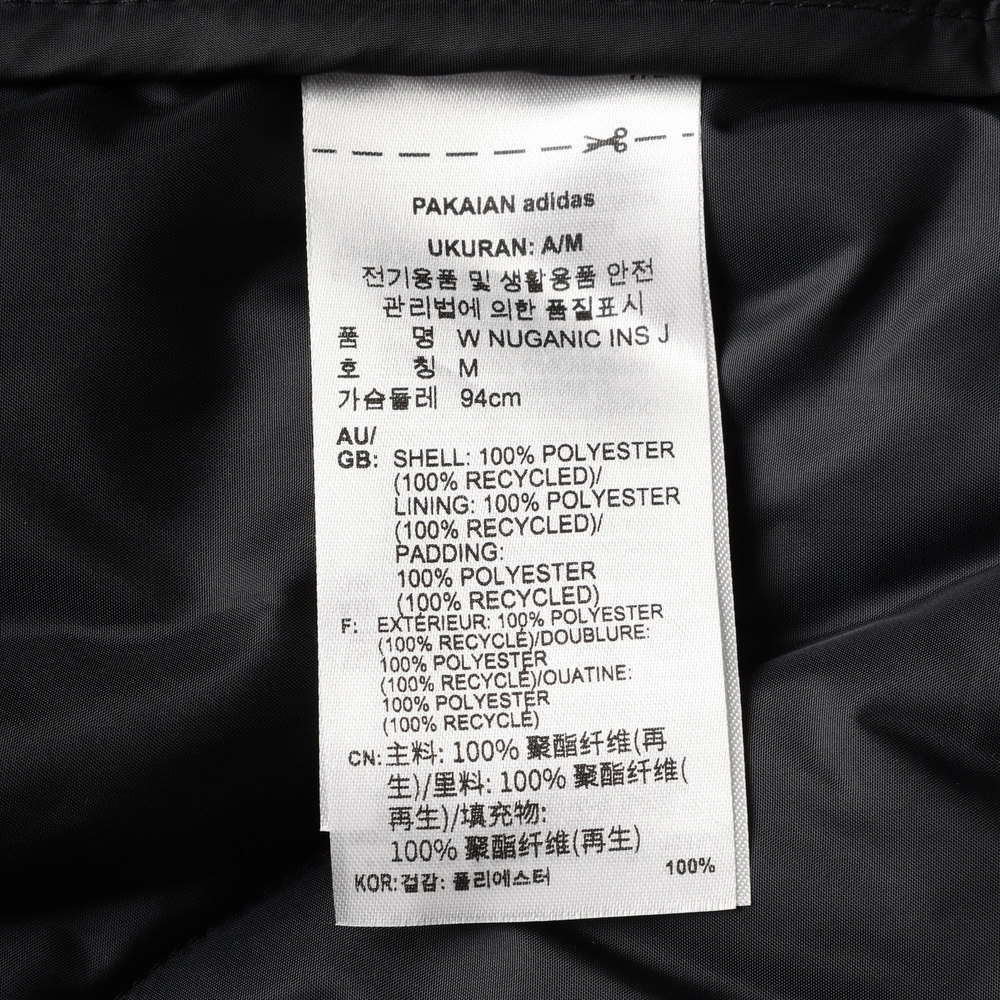 PAKAIAN adidas
UKURAN: A/M
전기용품 및 생활용품 안전
관리법에 의한 품질표시
품 명 W NUGANIC INS J
호 칭 M
가슴둘레 94cm
AU/
GB: SHELL: 100% POLYESTER
(100% RECYCLED)/
LINING: 100% POLYESTER
(100% RECYCLED)/
PADDING:
100% POLYESTER
(100% RECYCLED)
F: EXTÉRIEUR: 100% POLYESTER
(100% RECYCLÉ)/DOUBLURE:
100% POLYESTER
(100% RECYCLÉ)/OUATINE:
100% POLYESTER
(100% RECYCLÉ)
CN: 主料: 100% 聚酯纤维(再
生)/里料: 100% 聚酯纤维(
再生)/填充物:
100% 聚酯纤维(再生)
KOR: 겉감: 폴리에스터 100%